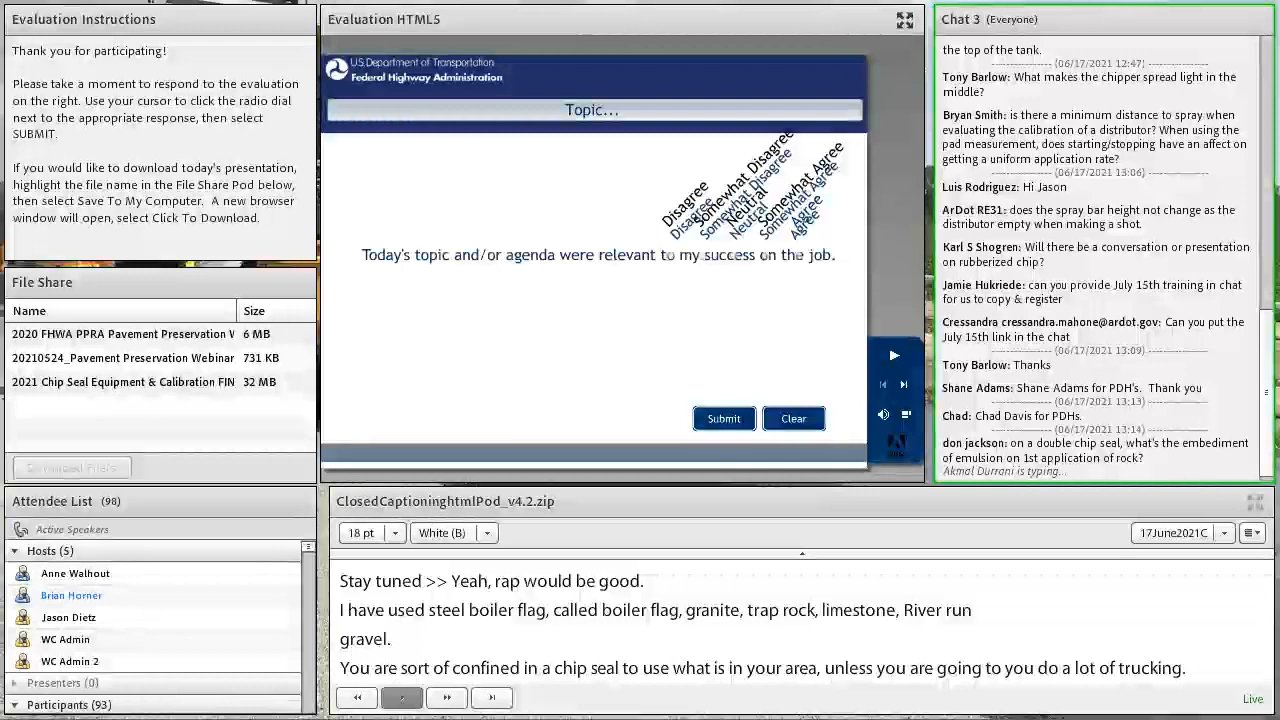 Evaluation Instructions
Thank you for participating!
Please take a moment to respond to the evaluation
on the right. Use your cursor to click the radio dial
next to the appropriate response, then select
SUBMIT.
If you would like to download today's presentation,
highlight the file name in the File Share Pod below,
then select Save To My Computer. A new browser
window will open, select Click To Download.
File Share
Name Size
2020 FHWA PPRA Pavement Preservation V 6 MB
20210524_Pavement Preservation Webinar 731 KB
2021 Chip Seal Equipment & Calibration FIN 32 MB
Attendee List (98)
Active Speakers
Hosts (5)
Anne Walhout
Brian Horner
Jason Dietz
WC Admin
WC Admin 2
Presenters (0)
Participants (93)
Evaluation HTML5
U.S.Department of Transportation
Federal Highway Administration
Topic...
Disagree
Somewhat Disagree
Neutral
Somewhat Agree
Agree
Disagree
Somewhat Disagree
Neutral
Somewhat Agree
Agree
Today's topic and/or agenda were relevant to my success on the job.
Submit Clear
Chat 3 (Everyone)
the top of the tank.
(06/17/2021 12:47)
Tony Barlow: What makes the chipper spread light in the
middle?
Bryan Smith: is there a minimum distance to spray when
evaluating the calibration of a distributor? When using the
pad measurement, does starting/stopping have an affect on
getting a uniform application rate?
(06/17/2021 13:06)
Luis Rodriguez: Hi Jason
ArDot RE31: does the spray bar height not change as the
distributor empty when making a shot.
Karl S Shogren: Will there be a conversation or presentation
on rubberized chip?
Jamie Hukriede: can you provide July 15th training in chat
for us to copy & register
Cressandra cressandra.mahone@ardot.gov: Can you put the
July 15th link in the chat
(06/17/2021 13:09)
Tony Barlow: Thanks
Shane Adams: Shane Adams for PDH's. Thank you
(06/17/2021 13:13)
Chad: Chad Davis for PDHs.
(06/17/2021 13:14)
don jackson: on a double chip seal, what's the embediment
of emulsion on 1st application of rock?
Akmal Durrani is typing...
ClosedCaptioninghtmlPod_v4.2.zip
18 pt White (B) 17June2021C
Stay tuned >> Yeah, rap would be good.
I have used steel boiler flag, called boiler flag, granite, trap rock, limestone, River run
gravel.
You are sort of confined in a chip seal to use what is in your area, unless you are going to you do a lot of trucking.
Live